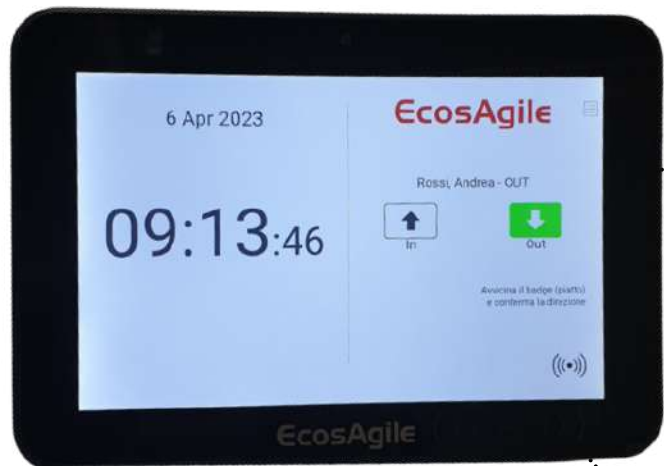 6 Apr 2023
09:13:46
EcosAgile
Rossi, Andrea - OUT
In
Out
Avvicina il badge (piatto)
e conferma la direzione
EcosAgile